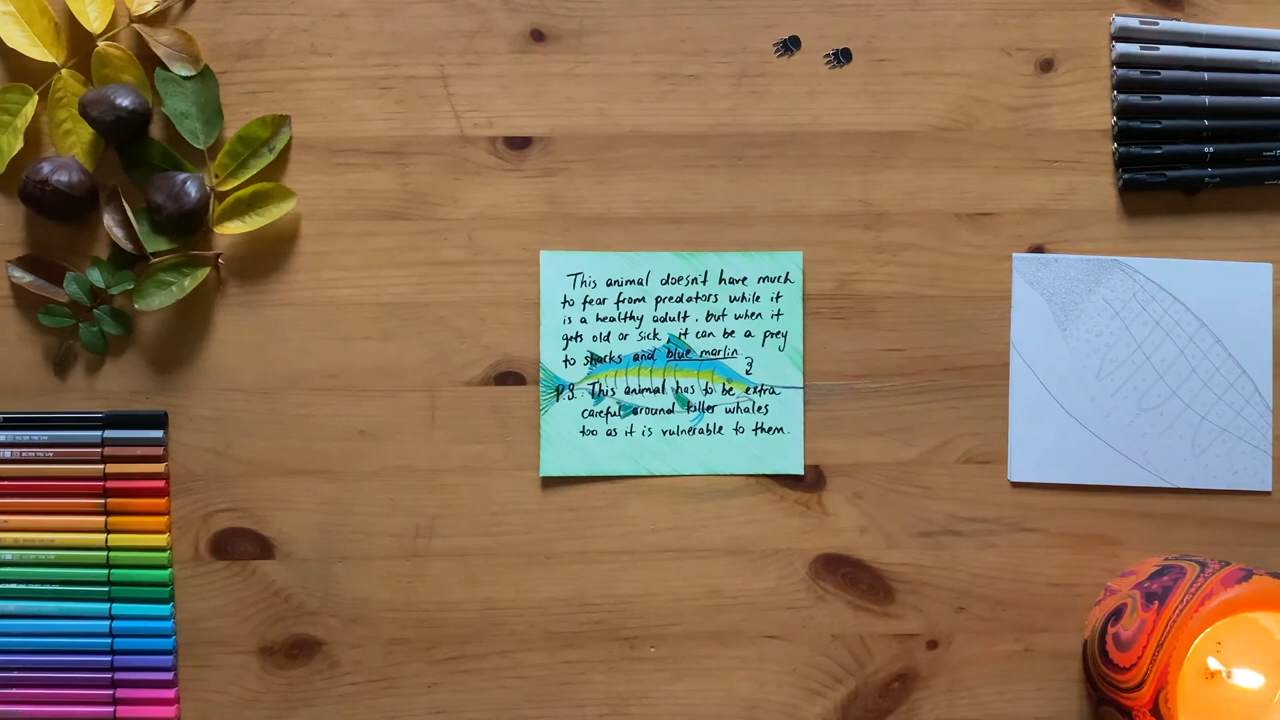 This animal doesn't have much
to fear from predators while it
is a healthy adult, but when it
gets old or sick, it can be a prey
to sharks and blue marlin.
P.S. This animal has to be extra
careful around killer whales
too as it is vulnerable to them.
0.5